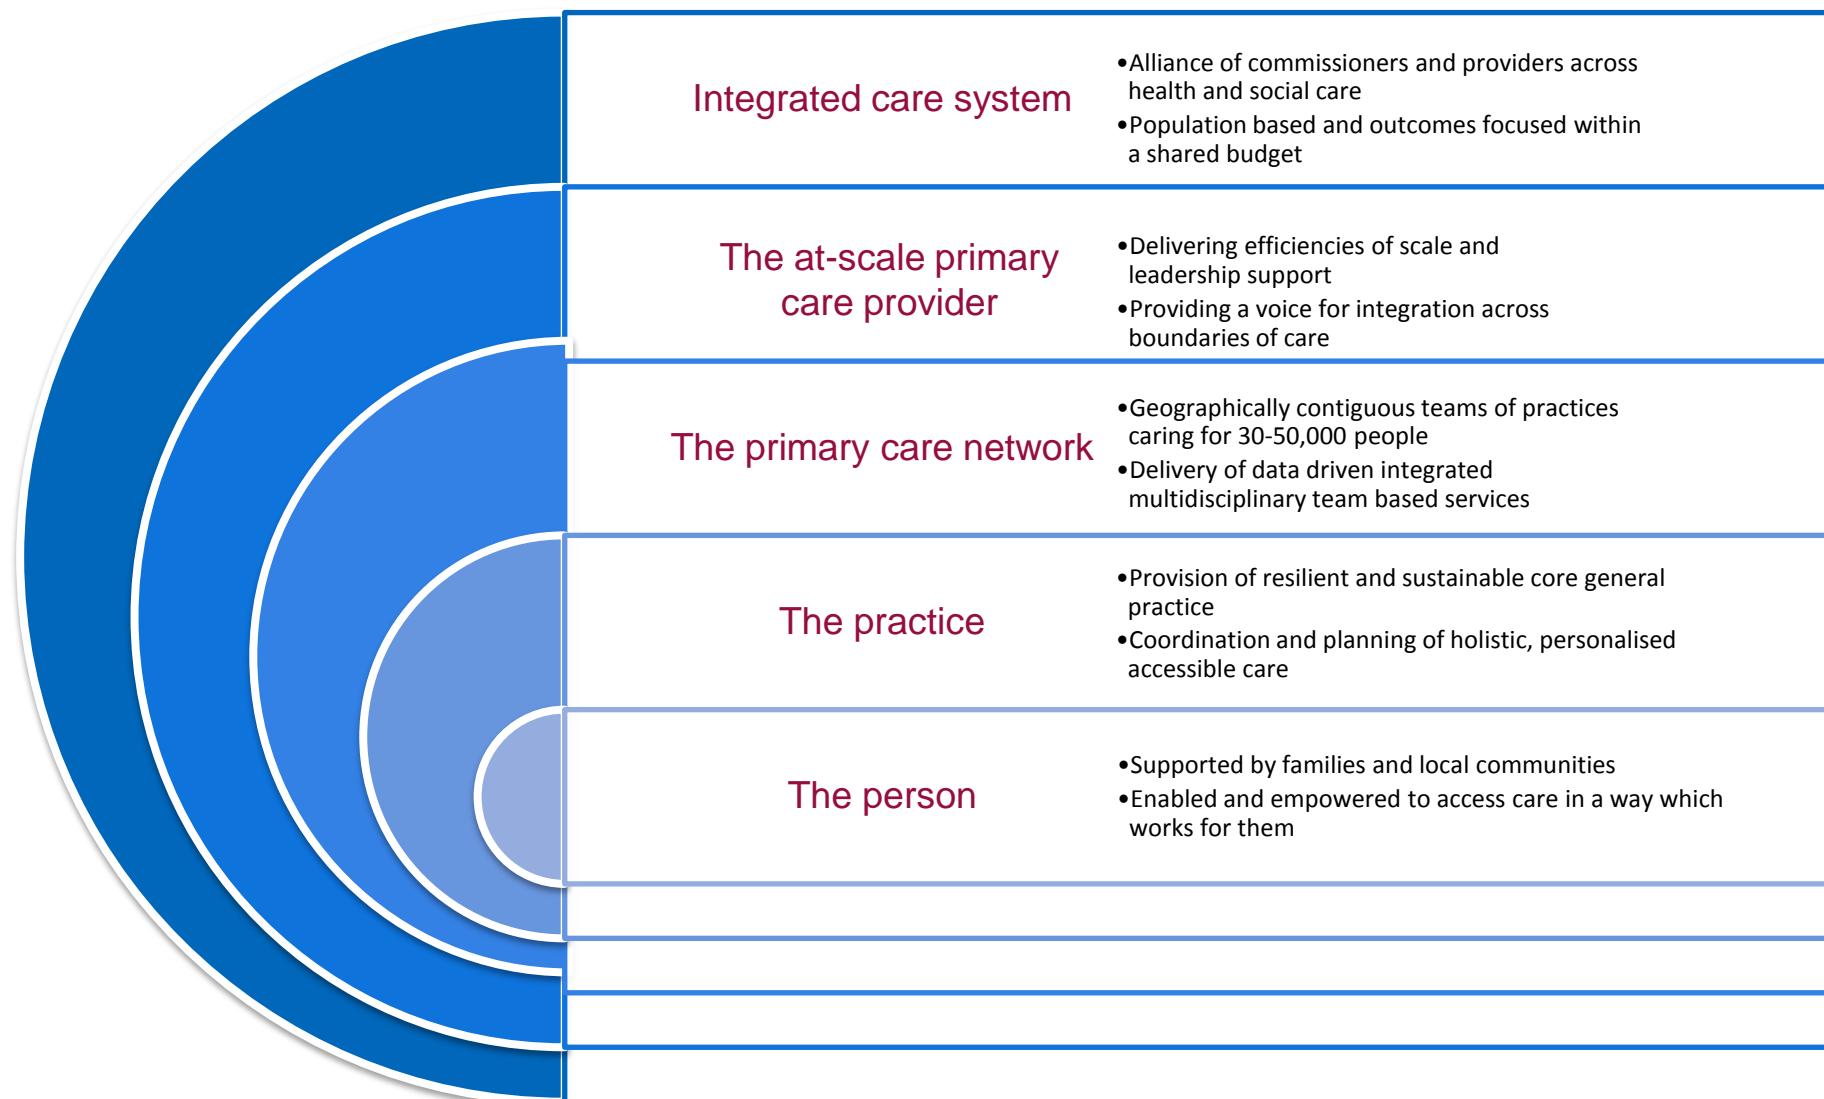 Integrated care system
•Alliance of commissioners and providers across
health and social care
•Population based and outcomes focused within
a shared budget
The at-scale primary
care provider
•Delivering efficiencies of scale and
leadership support
•Providing a voice for integration across
boundaries of care
The primary care network
•Geographically contiguous teams of practices
caring for 30-50,000 people
•Delivery of data driven integrated
multidisciplinary team based services
The practice
•Provision of resilient and sustainable core general
practice
•Coordination and planning of holistic, personalised
accessible care
The person
•Supported by families and local communities
•Enabled and empowered to access care in a way which
works for them